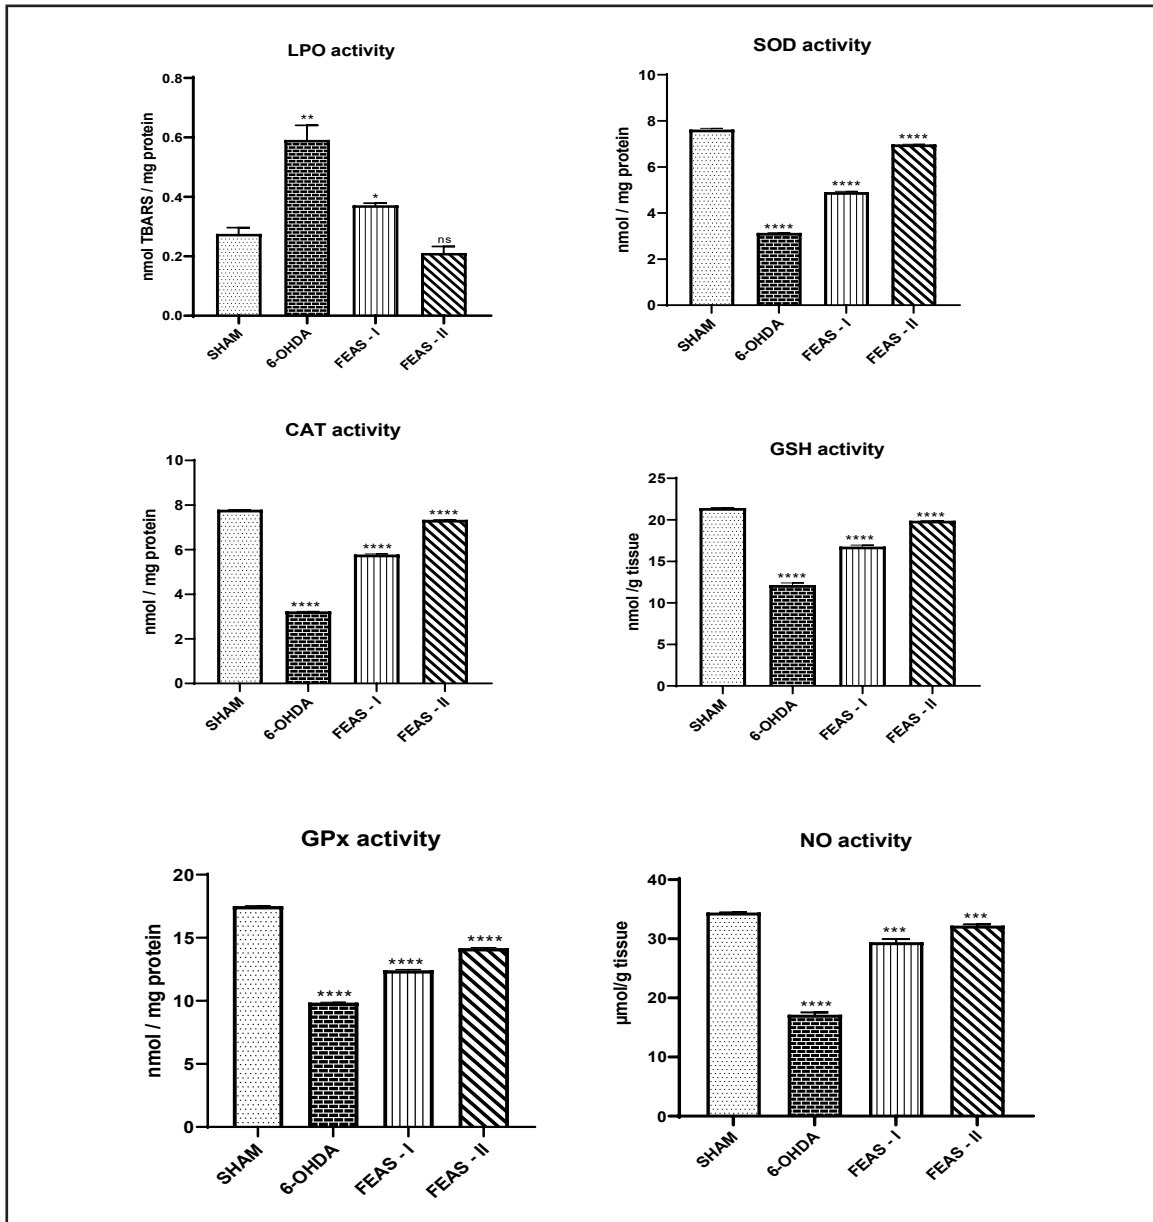 LPO activity
nmol TBARS / mg protein
0.8
0.6
0.4
0.2
0.0
**
*
ns
SHAM
6-OHDA
FEAS - I
FEAS - II
SOD activity
nmol / mg protein
10
8
6
4
2
0
****
****
****
SHAM
6-OHDA
FEAS - I
FEAS - II
CAT activity
nmol / mg protein
10
8
6
4
2
0
****
****
****
SHAM
6-OHDA
FEAS - I
FEAS - II
GSH activity
nmol /g tissue
25
20
15
10
5
0
****
****
****
SHAM
6-OHDA
FEAS - I
FEAS - II
GPx activity
nmol / mg protein
20
15
10
5
0
****
****
****
SHAM
6-OHDA
FEAS - I
FEAS - II
NO activity
µmol/g tissue
40
30
20
10
0
****
***
***
SHAM
6-OHDA
FEAS - I
FEAS - II